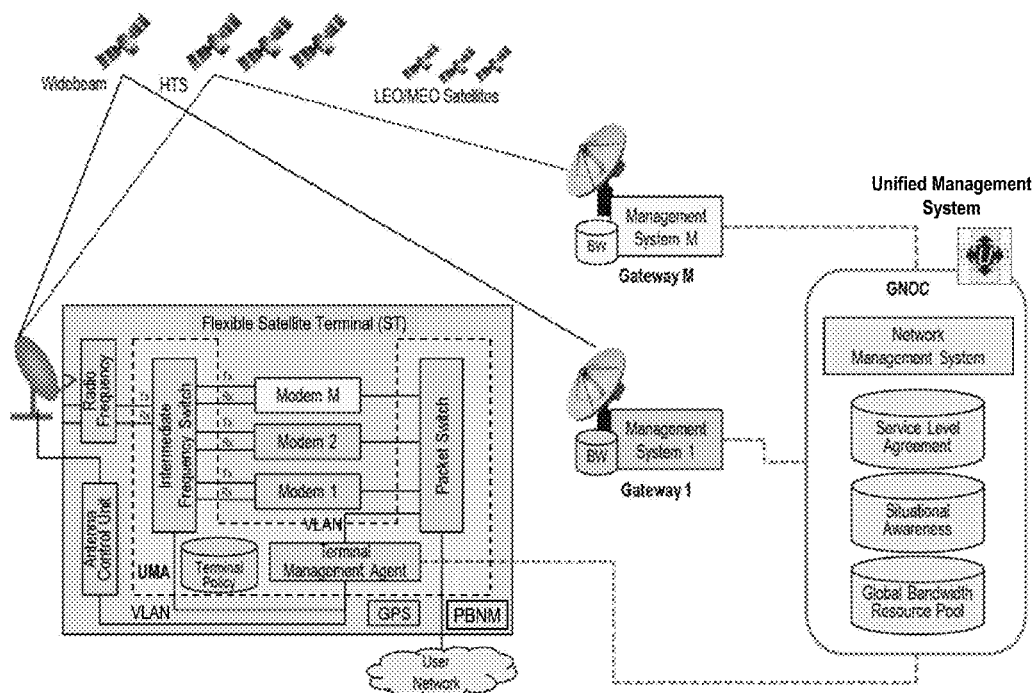 Widebeam
HTS
LEO/MEO Satellites
Unified Management
System
Management
System M
BW
Gateway M
GNOC
Network
Management System
Flexible Satellite Terminal (ST)
Radio
Frequency
Intermediate
Frequency Switch
Modem M
Modem 2
Modem 1
Packet Switch
Management
System 1
BW
Gateway 1
Service Level
Agreement
Situational
Awareness
Global Bandwidth
Resource Pool
Antenna
Control Unit
VLAN
UMA
Terminal
Policy
Terminal
Management Agent
VLAN
GPS
PBNM
User
Network